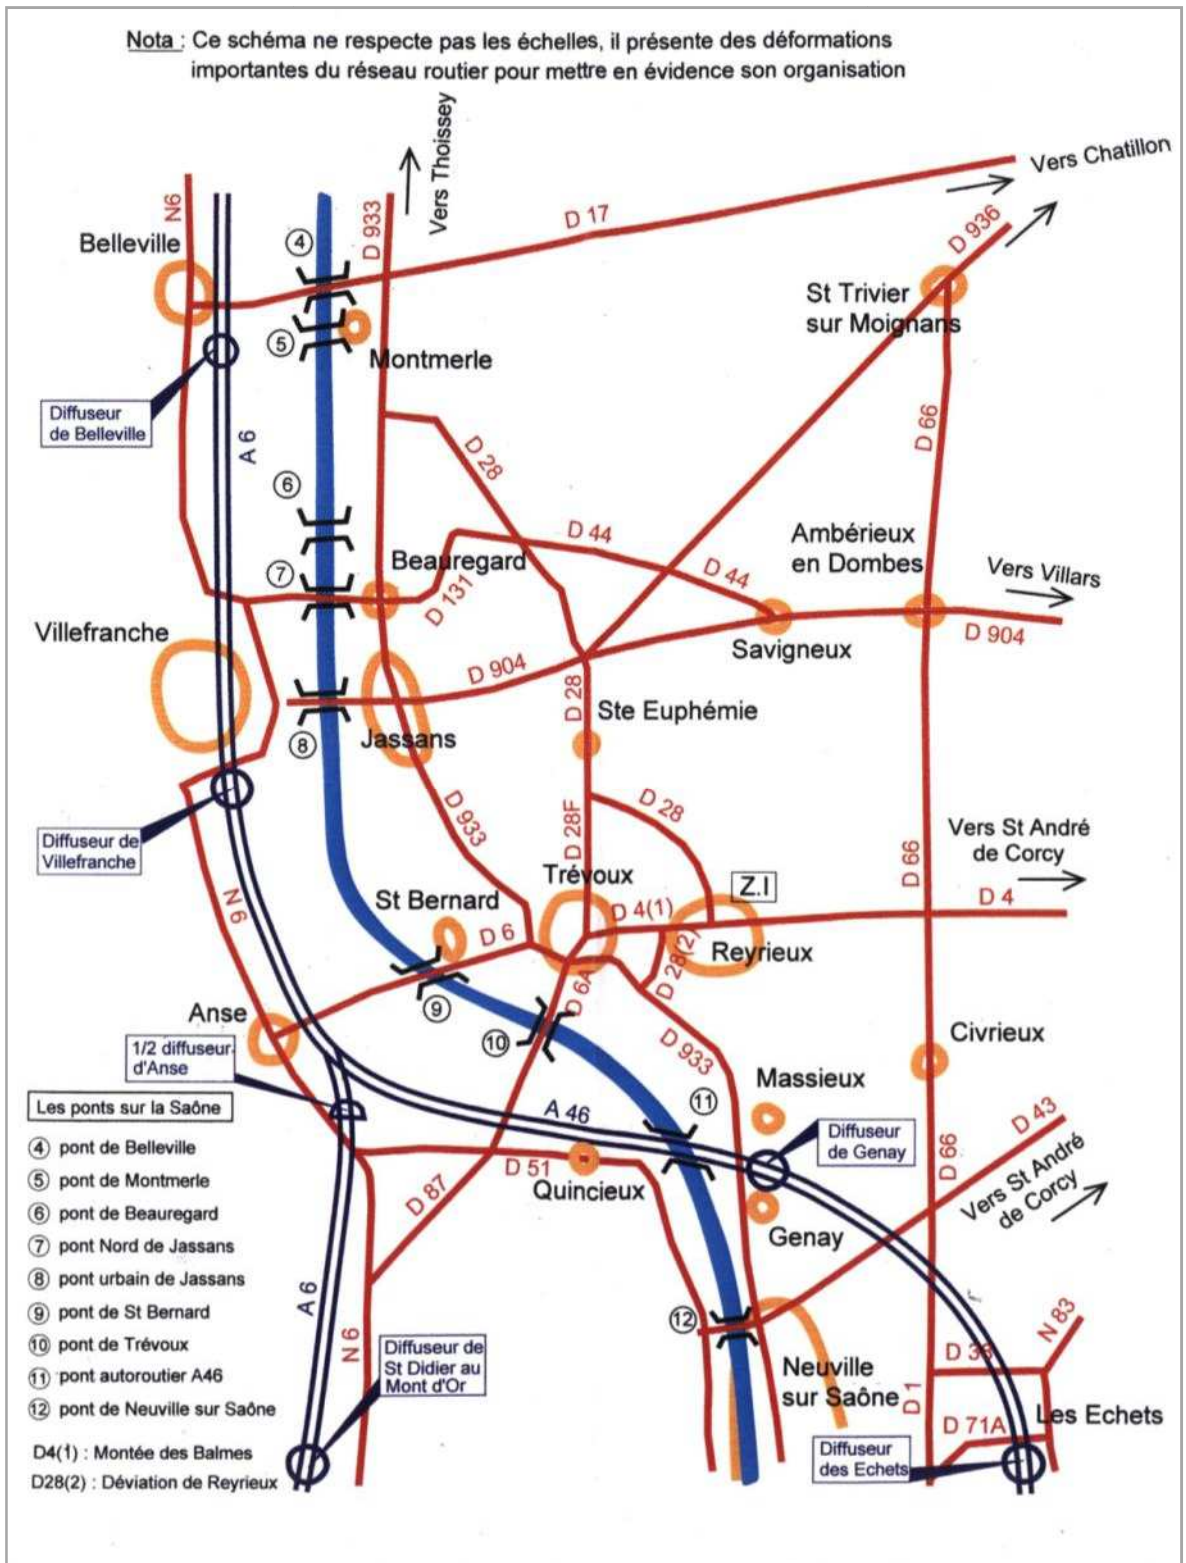 Nota : Ce schéma ne respecte pas les échelles, il présente des déformations
importantes du réseau routier pour mettre en évidence son organisation
Vers Thoissey
Vers Chatillon
N6
D 933
D 17
D 936
Belleville
4
St Trivier
sur Moignans
5
Montmerle
Diffuseur
de Belleville
A 6
D 28
D 66
6
D 44
Ambérieux
en Dombes
7
Beauregard
D 131
D 44
Vers Villars
Villefranche
D 904
Savigneux
D 904
D 28
Ste Euphémie
8
Jassans
D 933
D 28F
D 28
Diffuseur de
Villefranche
Vers St André
de Corcy
D 66
N 6
St Bernard
Trévoux
Z.I
D 4
D 6
D 4(1)
D 28(2)
Reyrieux
D 6A
9
Anse
10
D 933
Civrieux
1/2 diffuseur
d'Anse
Massieux
A 46
11
Diffuseur
de Genay
D 43
D 66
Vers St André
de Corcy
D 51
Quincieux
D 87
Genay
Les ponts sur la Saône
4 pont de Belleville
5 pont de Montmerle
6 pont de Beauregard
7 pont Nord de Jassans
8 pont urbain de Jassans
9 pont de St Bernard
10 pont de Trévoux
11 pont autoroutier A46
12 pont de Neuville sur Saône
D4(1) : Montée des Balmes
D28(2) : Déviation de Reyrieux
A 6
N 6
Diffuseur de
St Didier au
Mont d'Or
12
Neuville
sur Saône
N 83
D 1
D 71A
Les Echets
Diffuseur
des Echets